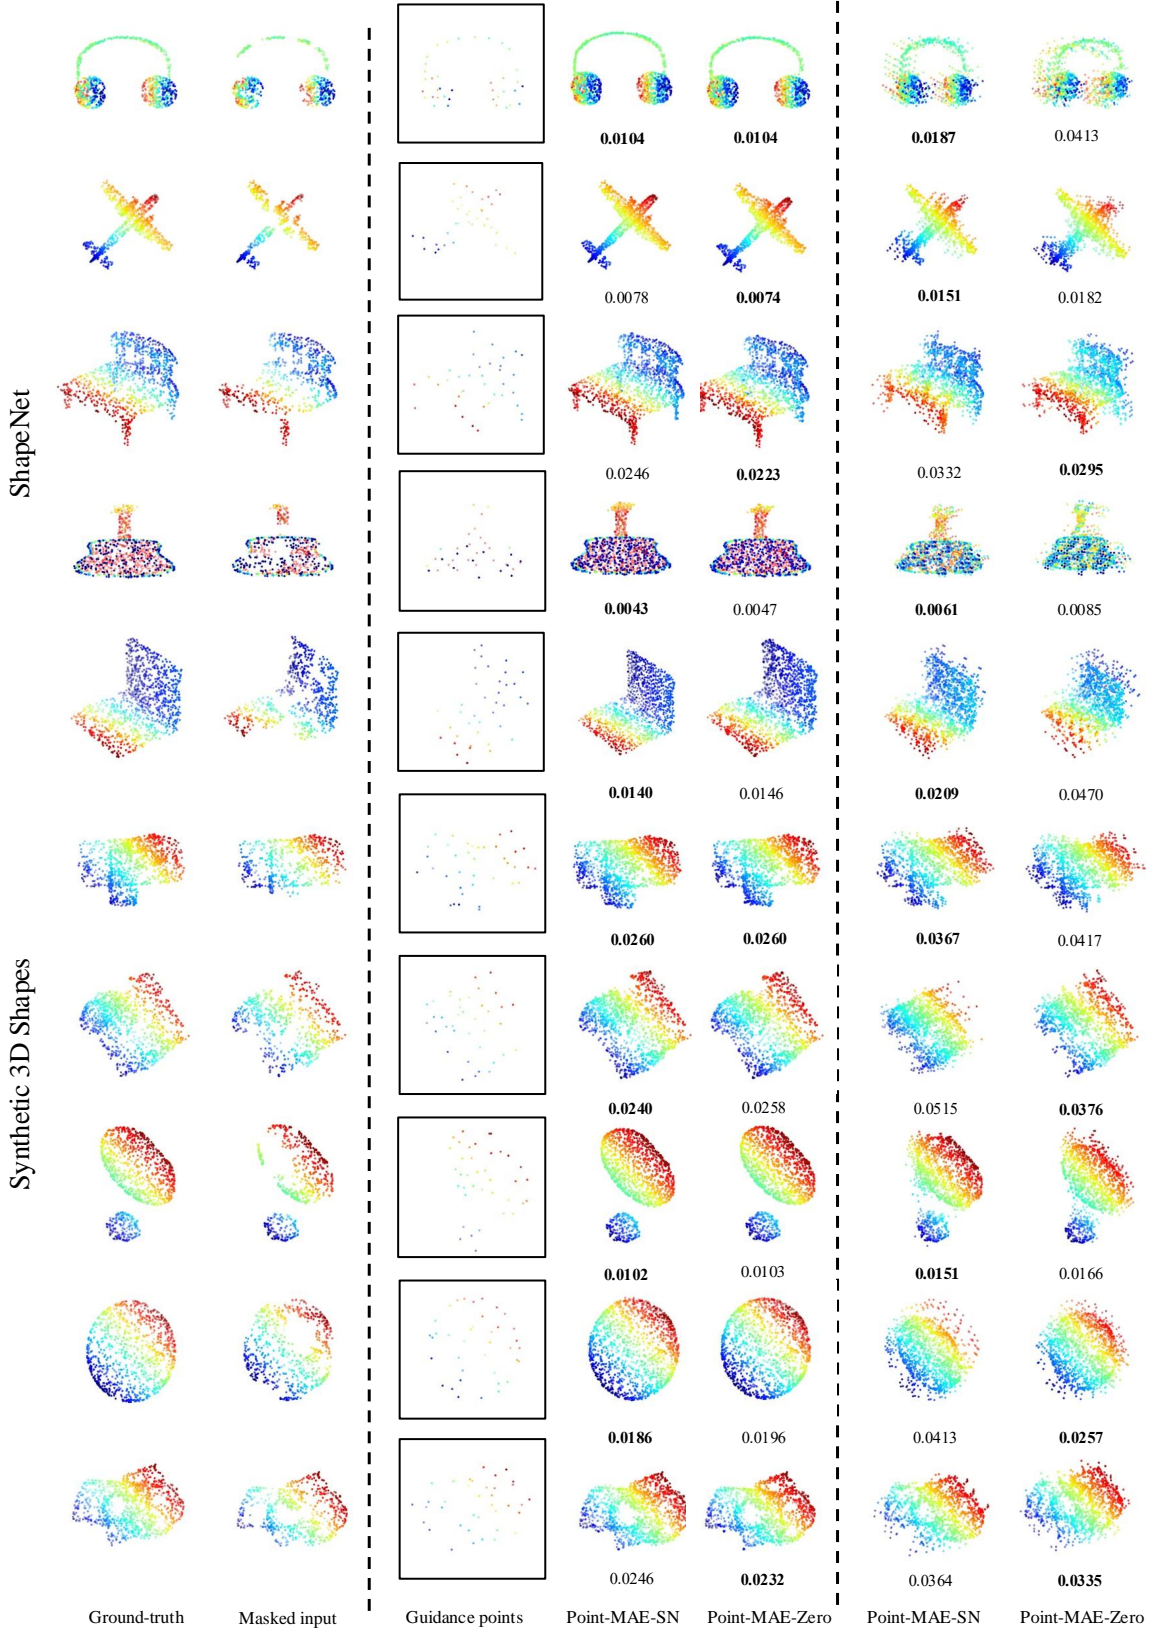 ShapeNet
Synthetic 3D Shapes
0.0104 0.0104 0.0187 0.0413
0.0078 0.0074 0.0151 0.0182
0.0246 0.0223 0.0332 0.0295
0.0043 0.0047 0.0061 0.0085
0.0140 0.0146 0.0209 0.0470
0.0260 0.0260 0.0367 0.0417
0.0240 0.0258 0.0515 0.0376
0.0102 0.0103 0.0151 0.0166
0.0186 0.0196 0.0413 0.0257
0.0246 0.0232 0.0364 0.0335
Ground-truth Masked input Guidance points Point-MAE-SN Point-MAE-Zero Point-MAE-SN Point-MAE-Zero